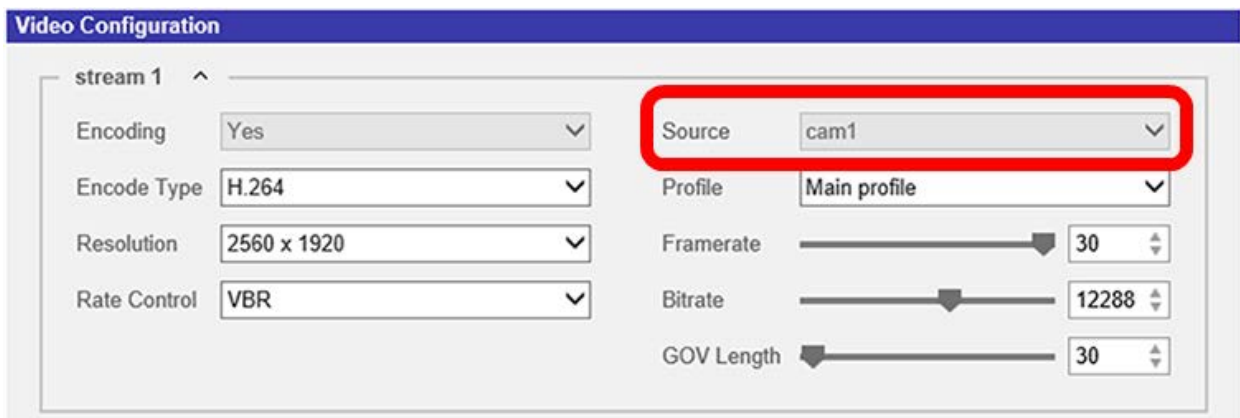 Video Configuration
stream 1
Encoding Yes Source cam1
Encode Type H.264 Profile Main profile
Resolution 2560 x 1920 Framerate 30
Rate Control VBR Bitrate 12288
GOV Length 30